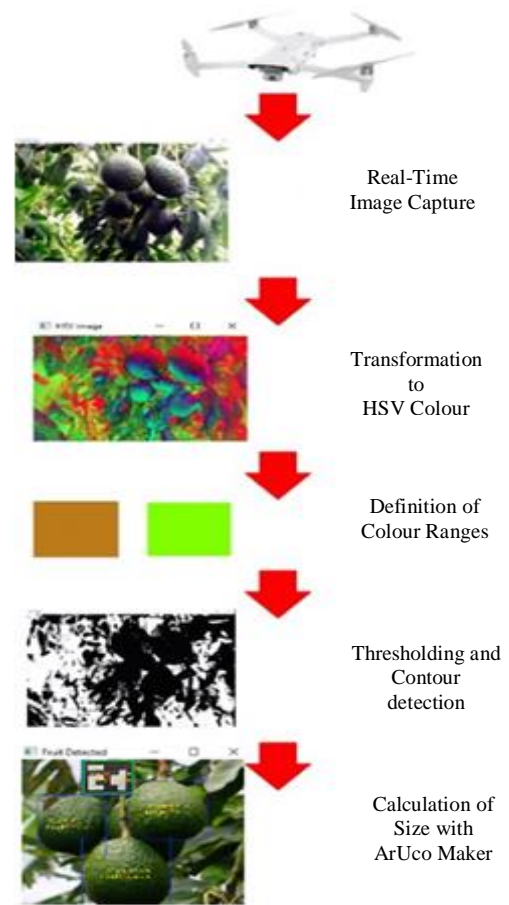 Real-Time
Image Capture
HSV image
Transformation
to
HSV Colour
Definition of
Colour Ranges
Thresholding and
Contour
detection
Fruit Detected
Calculation of
Size with
ArUco Maker